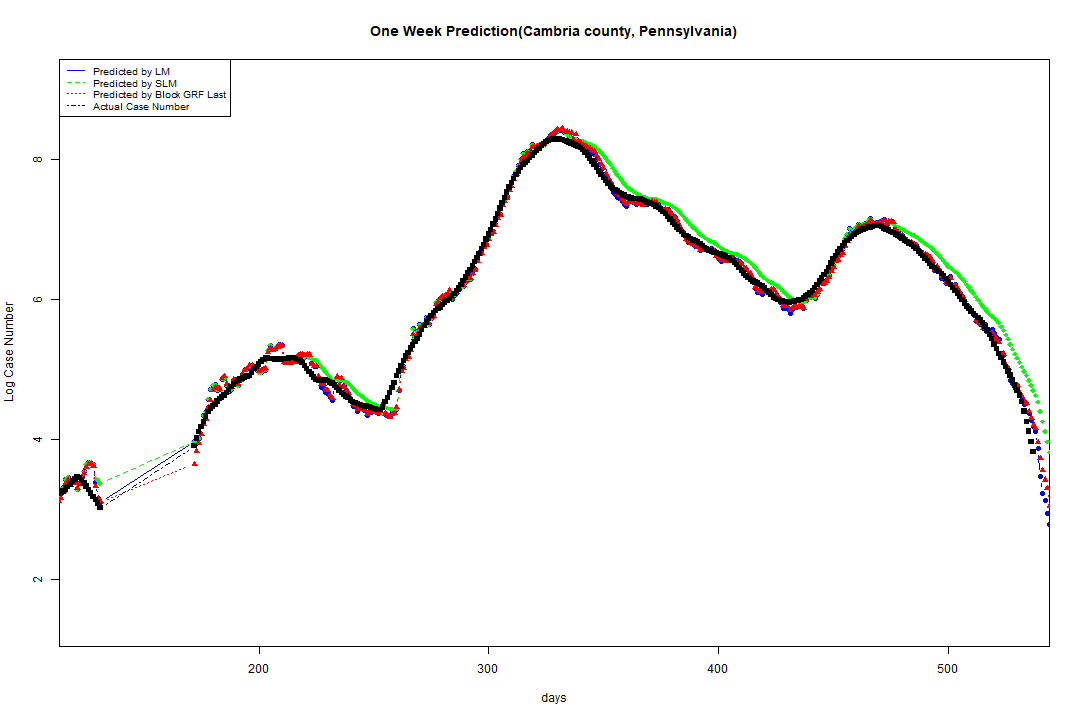 One Week Prediction(Cambria county, Pennsylvania)
Predicted by LM
Predicted by SLM
Predicted by Block GRF Last
Actual Case Number
8
6
4
2
Log Case Number
200 300 400 500
days